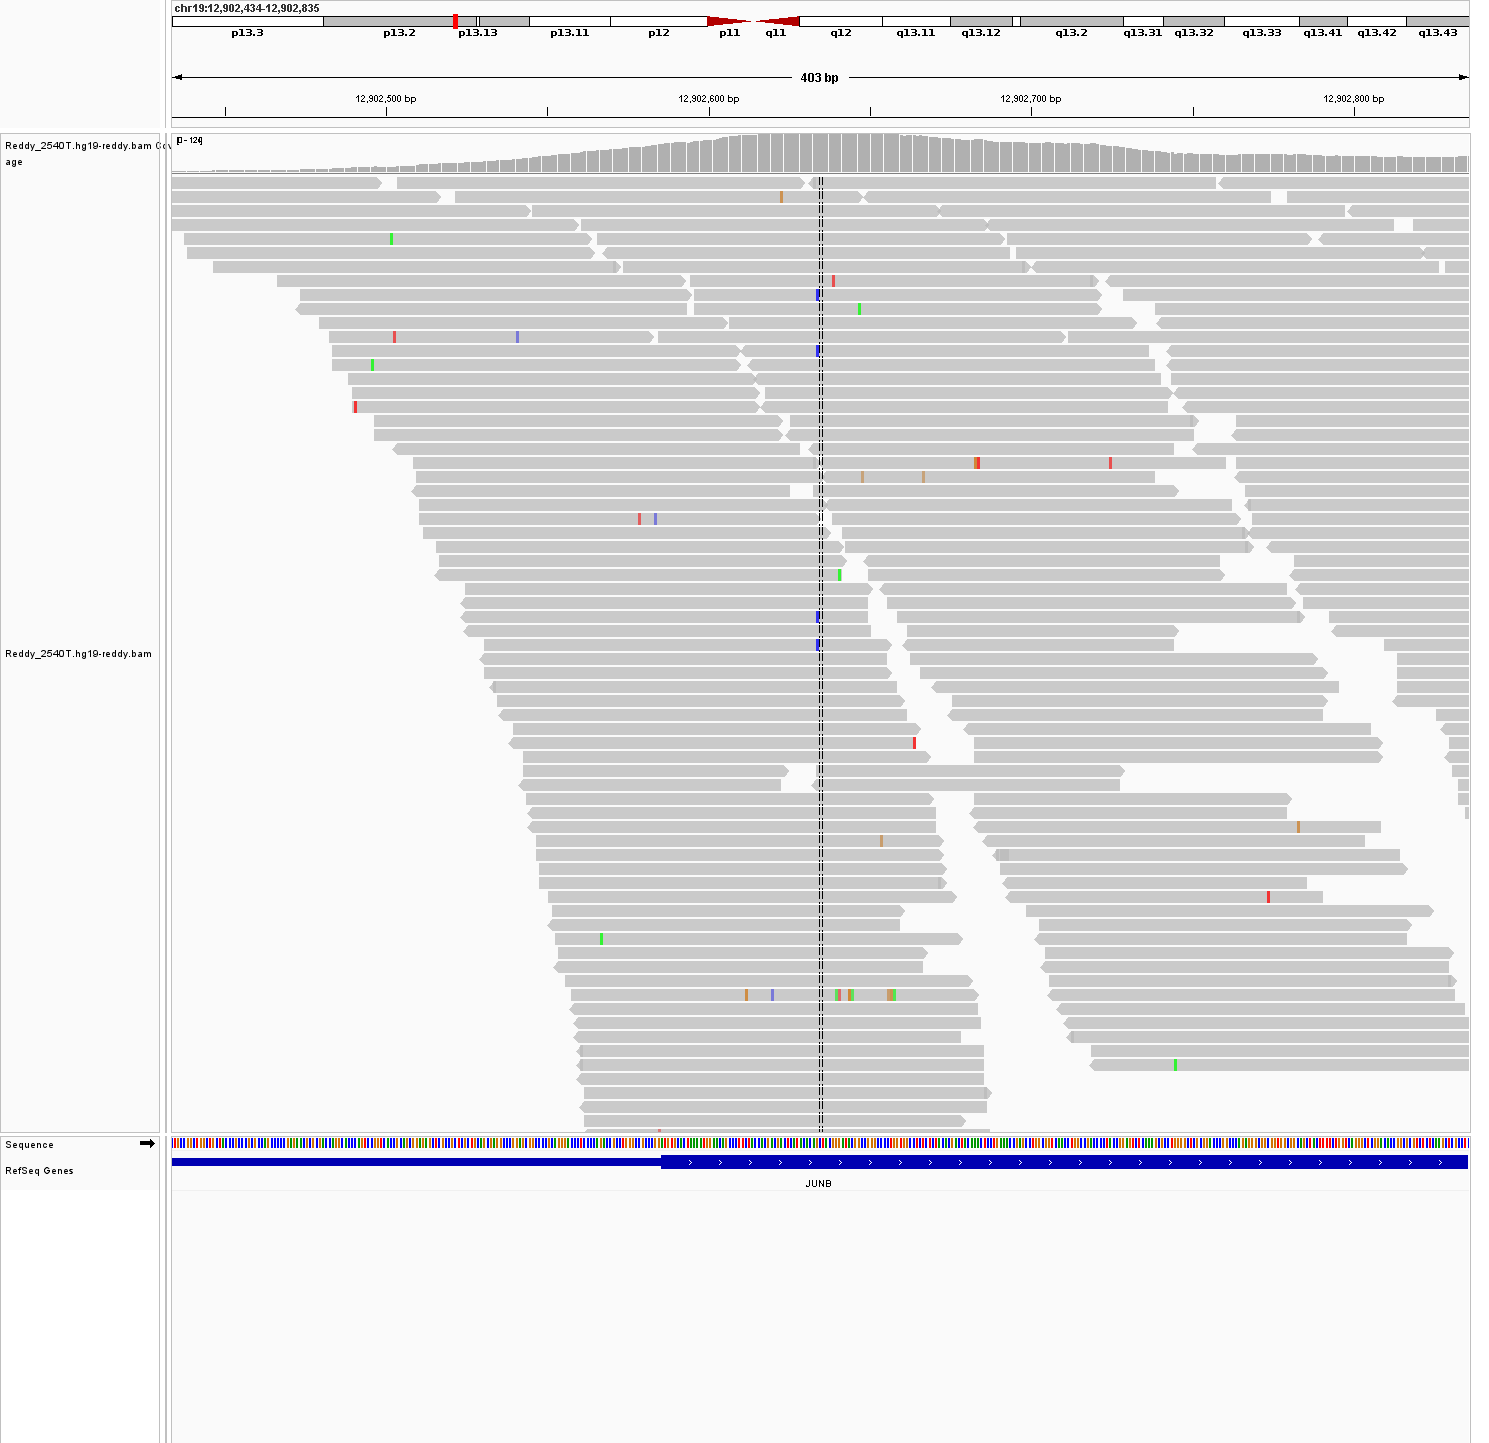 chr19:12,902,434-12,902,835
p13.3 p13.2 p13.13 p13.11 p12 p11 q11 q12 q13.11 q13.12 q13.2 q13.31 q13.32 q13.33 q13.41 q13.42 q13.43
403 bp
12,902,500 bp 12,902,600 bp 12,902,700 bp 12,902,800 bp
[0 - 124]
Reddy_2540T.hg19-reddy.bam Cov
age
Reddy_2540T.hg19-reddy.bam
Sequence
RefSeq Genes
JUNB